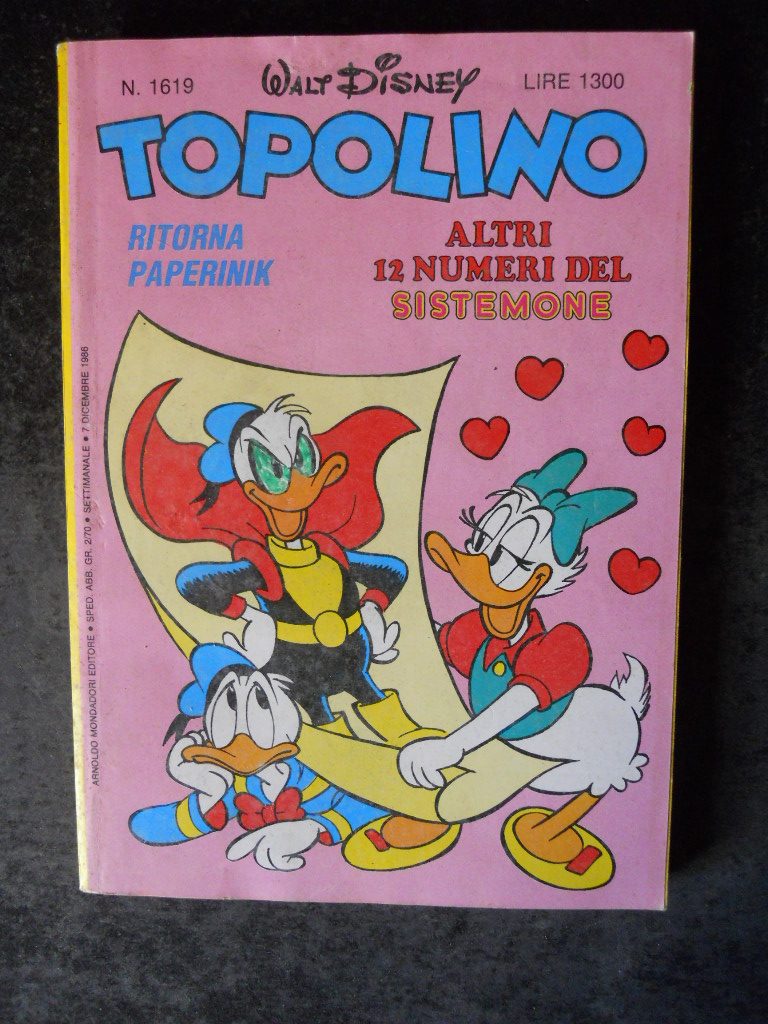 N. 1619
WALT DISNEY
LIRE 1300
TOPOLINO
RITORNA
PAPERINIK
ALTRI
12 NUMERI DEL
SISTEMONE
ARNOLDO MONDADORI EDITORE • SPED. ABB. GR. 2/70 • SETTIMANALE • 7 DICEMBRE 1986